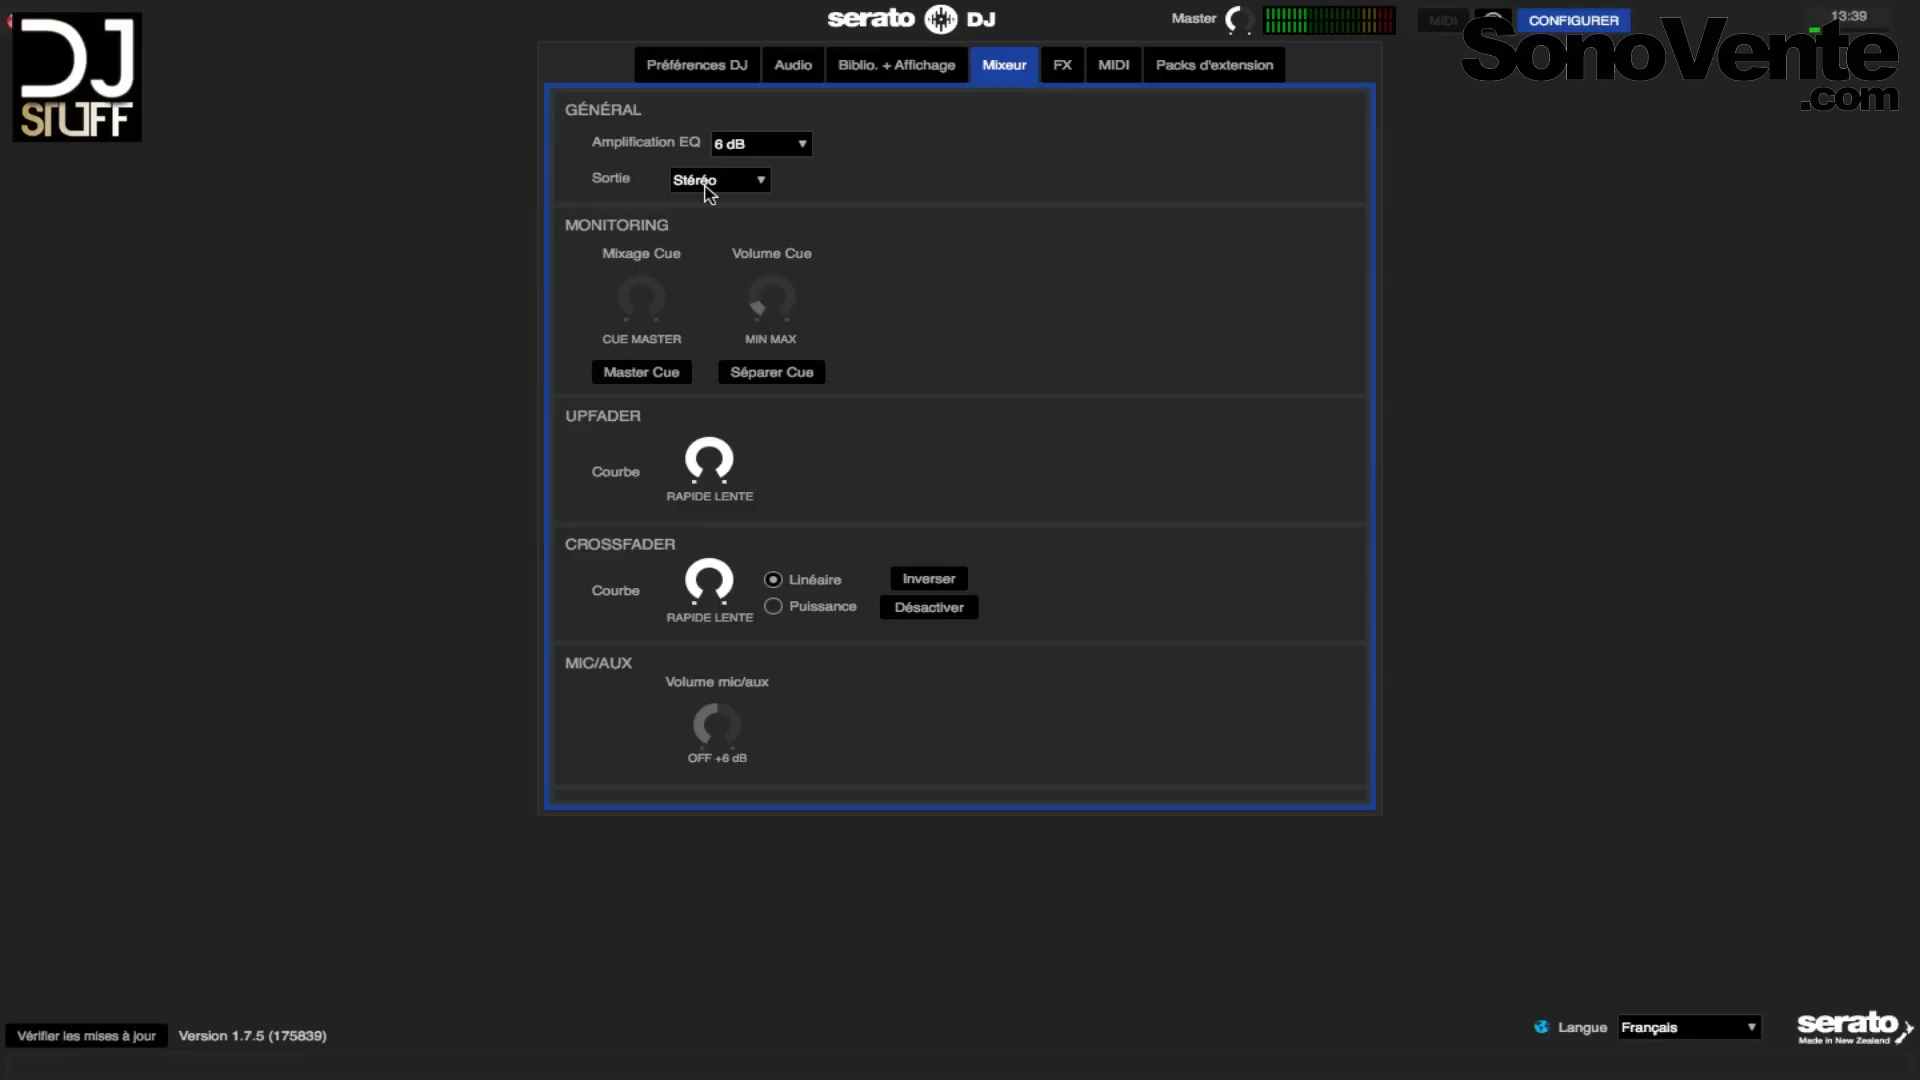 DJ
STUFF
serato DJ
Master
MIDI
CONFIGURER
13:39
SonoVente
.com
Préférences DJ
Audio
Biblio. + Affichage
Mixeur
FX
MIDI
Packs d'extension
GÉNÉRAL
Amplification EQ
6 dB
Sortie
Stéréo
MONITORING
Mixage Cue
Volume Cue
CUE MASTER
MIN MAX
Master Cue
Séparer Cue
UPFADER
Courbe
RAPIDE LENTE
CROSSFADER
Courbe
RAPIDE LENTE
Linéaire
Puissance
Inverser
Désactiver
MIC/AUX
Volume mic/aux
OFF +6 dB
Vérifier les mises à jour
Version 1.7.5 (175839)
Langue
Français
serato
Made in New Zealand